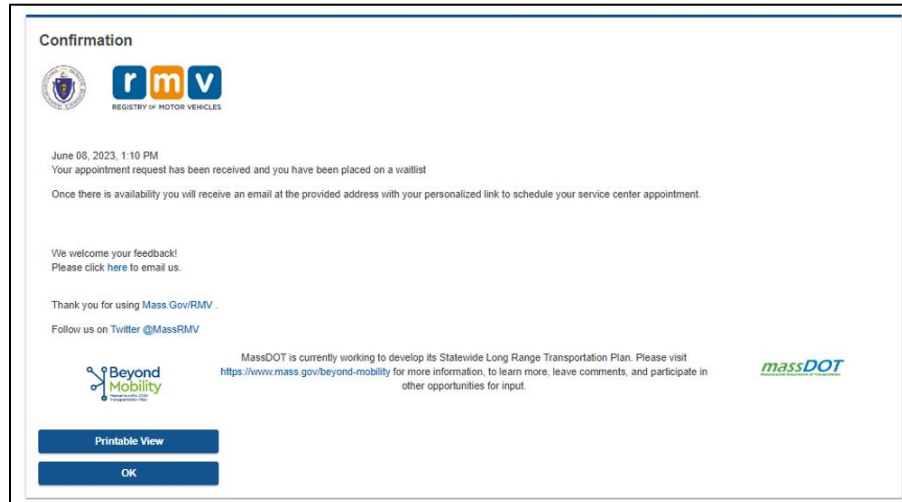 Confirmation
rmv
REGISTRY OF MOTOR VEHICLES
June 08, 2023, 1:10 PM
Your appointment request has been received and you have been placed on a waitlist
Once there is availability you will receive an email at the provided address with your personalized link to schedule your service center appointment.
We welcome your feedback!
Please click here to email us.
Thank you for using Mass.Gov/RMV .
Follow us on Twitter @MassRMV
Beyond
Mobility
MassDOT is currently working to develop its Statewide Long Range Transportation Plan. Please visit
https://www.mass.gov/beyond-mobility for more information, to learn more, leave comments, and participate in
other opportunities for input.
massDOT
Printable View
OK